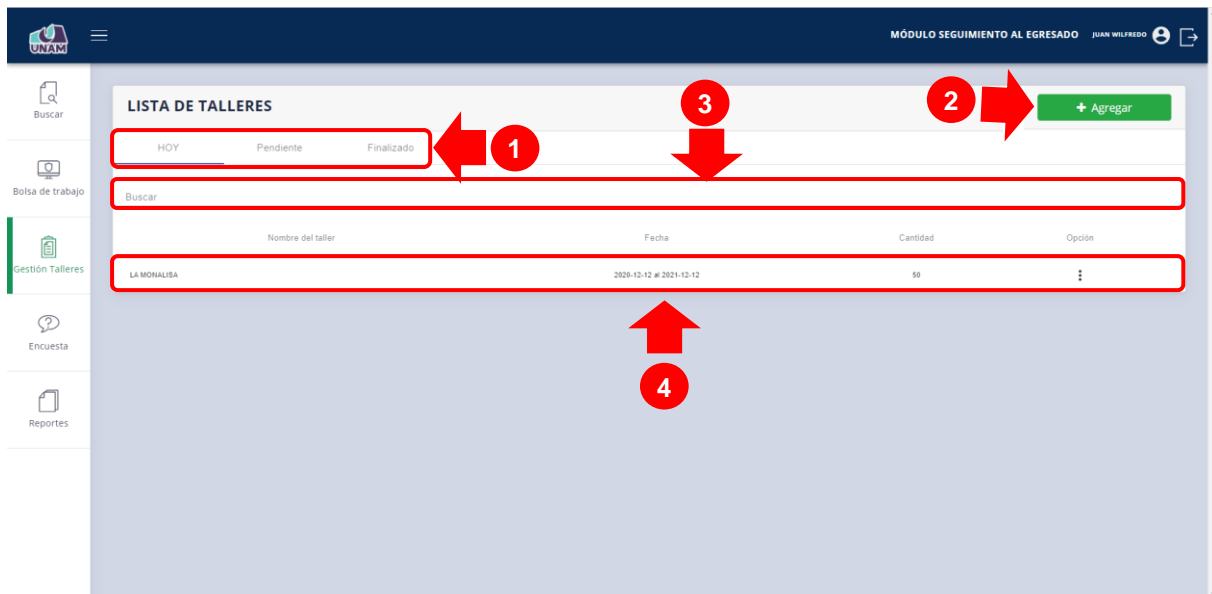 UNAM
MÓDULO SEGUIMIENTO AL EGRESADO JUAN WILFREDO
Buscar
Bolsa de trabajo
Gestión Talleres
Encuesta
Reportes
LISTA DE TALLERES
3
2
+ Agregar
HOY Pendiente Finalizado
1
Buscar
Nombre del taller Fecha Cantidad Opción
LA MONALISA 2020-12-12 al 2021-12-12 50
4